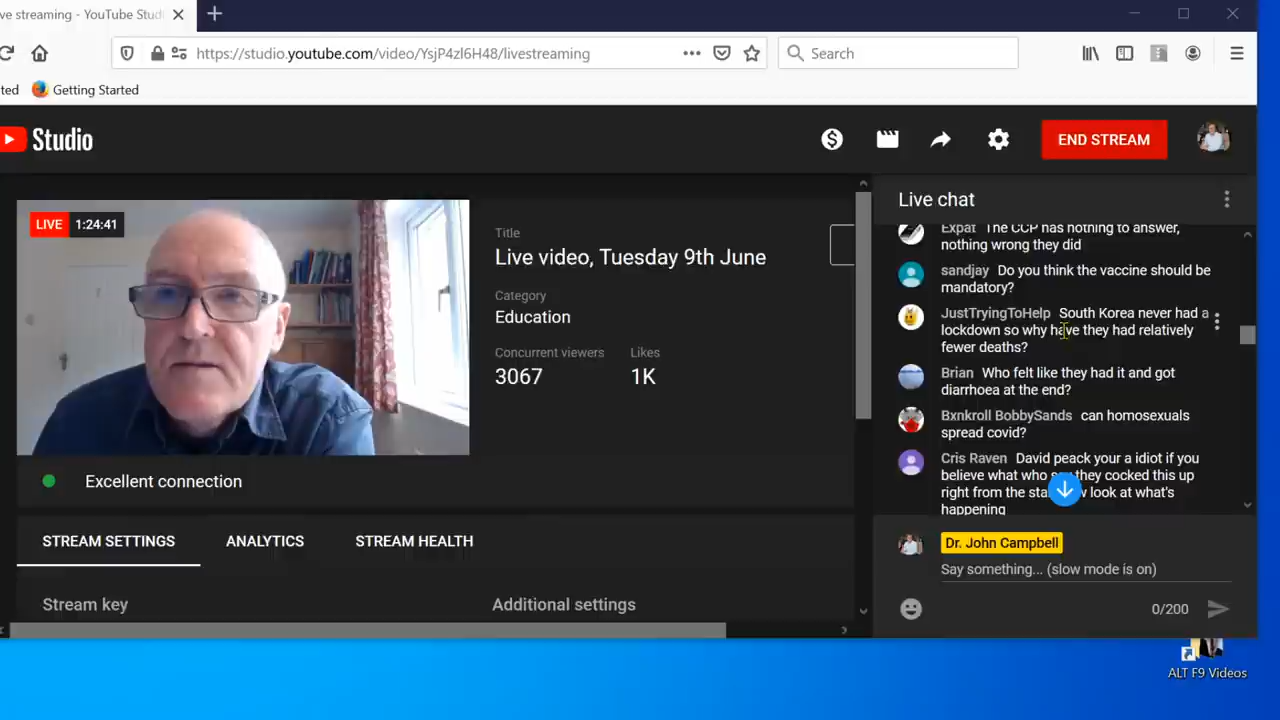 ve streaming - YouTube Stud
https://studio.youtube.com/video/YsjP4zl6H48/livestreaming
Search
ted
Getting Started
Studio
END STREAM
LIVE 1:24:41
Title
Live video, Tuesday 9th June
Category
Education
Concurrent viewers
Likes
3067
1K
Excellent connection
STREAM SETTINGS
ANALYTICS
STREAM HEALTH
Stream key
Additional settings
Live chat
Expat The CCP has nothing to answer,
nothing wrong they did
sandjay Do you think the vaccine should be
mandatory?
JustTryingToHelp South Korea never had a
lockdown so why have they had relatively
fewer deaths?
Brian Who felt like they had it and got
diarrhoea at the end?
Bxnkroll BobbySands can homosexuals
spread covid?
Cris Raven David peack your a idiot if you
believe what who they cocked this up
right from the look at what's
happening
Dr. John Campbell
Say something... (slow mode is on)
0/200
ALT F9 Videos